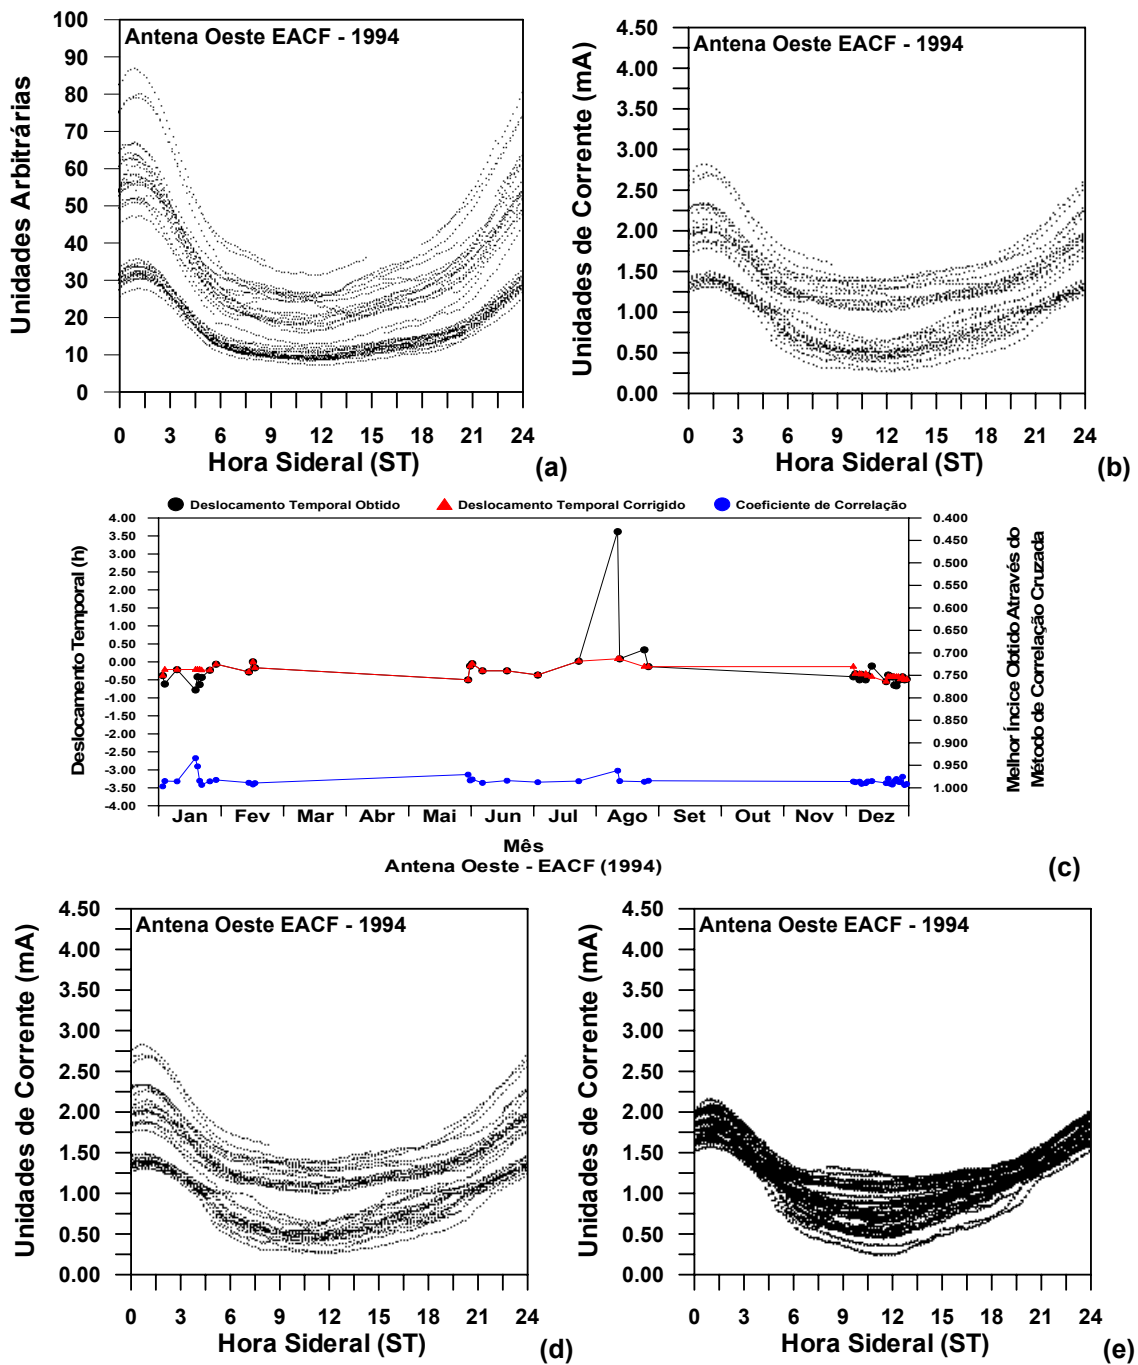 Antena Oeste EACF - 1994
Unidades Arbitrárias
100
90
80
70
60
50
40
30
20
10
0
0 3 6 9 12 15 18 21 24
Hora Sideral (ST)
(a)
Antena Oeste EACF - 1994
Unidades de Corrente (mA)
4.50
4.00
3.50
3.00
2.50
2.00
1.50
1.00
0.50
0.00
0 3 6 9 12 15 18 21 24
Hora Sideral (ST)
(b)
Deslocamento Temporal Obtido Deslocamento Temporal Corrigido Coeficiente de Correlação
Deslocamento Temporal (h)
4.00
3.50
3.00
2.50
2.00
1.50
1.00
0.50
0.00
-0.50
-1.00
-1.50
-2.00
-2.50
-3.00
-3.50
-4.00
0.400
0.450
0.500
0.550
0.600
0.650
0.700
0.750
0.800
0.850
0.900
0.950
1.000
Melhor Íncice Obtido Através do
Método de Correlação Cruzada
Jan Fev Mar Abr Mai Jun Jul Ago Set Out Nov Dez
Mês
Antena Oeste - EACF (1994)
(c)
Antena Oeste EACF - 1994
Unidades de Corrente (mA)
4.50
4.00
3.50
3.00
2.50
2.00
1.50
1.00
0.50
0.00
0 3 6 9 12 15 18 21 24
Hora Sideral (ST)
(d)
Antena Oeste EACF - 1994
Unidades de Corrente (mA)
4.50
4.00
3.50
3.00
2.50
2.00
1.50
1.00
0.50
0.00
0 3 6 9 12 15 18 21 24
Hora Sideral (ST)
(e)